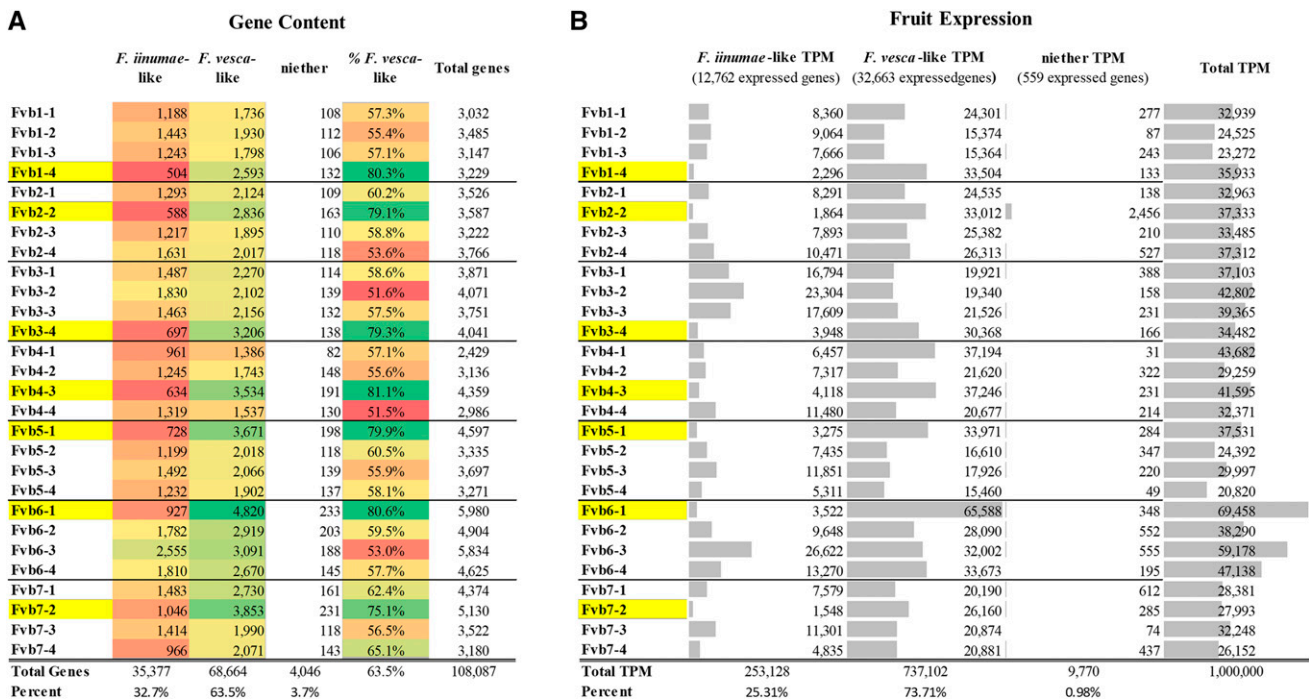 A
Gene Content
F. iinumae-like F. vesca-like niether % F. vesca-like Total genes
Fvb1-1 1,188 1,736 108 57.3% 3,032
Fvb1-2 1,443 1,930 112 55.4% 3,485
Fvb1-3 1,243 1,798 106 57.1% 3,147
Fvb1-4 504 2,593 132 80.3% 3,229
Fvb2-1 1,293 2,124 109 60.2% 3,526
Fvb2-2 588 2,836 163 79.1% 3,587
Fvb2-3 1,217 1,895 110 58.8% 3,222
Fvb2-4 1,631 2,017 118 53.6% 3,766
Fvb3-1 1,487 2,270 114 58.6% 3,871
Fvb3-2 1,830 2,102 139 51.6% 4,071
Fvb3-3 1,463 2,156 132 57.5% 3,751
Fvb3-4 697 3,206 138 79.3% 4,041
Fvb4-1 961 1,386 82 57.1% 2,429
Fvb4-2 1,245 1,743 148 55.6% 3,136
Fvb4-3 634 3,534 191 81.1% 4,359
Fvb4-4 1,319 1,537 130 51.5% 2,986
Fvb5-1 728 3,671 198 79.9% 4,597
Fvb5-2 1,199 2,018 118 60.5% 3,335
Fvb5-3 1,492 2,066 139 55.9% 3,697
Fvb5-4 1,232 1,902 137 58.1% 3,271
Fvb6-1 927 4,820 233 80.6% 5,980
Fvb6-2 1,782 2,919 203 59.5% 4,904
Fvb6-3 2,555 3,091 188 53.0% 5,834
Fvb6-4 1,810 2,670 145 57.7% 4,625
Fvb7-1 1,483 2,730 161 62.4% 4,374
Fvb7-2 1,046 3,853 231 75.1% 5,130
Fvb7-3 1,414 1,990 118 56.5% 3,522
Fvb7-4 966 2,071 143 65.1% 3,180
Total Genes 35,377 68,664 4,046 63.5% 108,087
Percent 32.7% 63.5% 3.7%
B
Fruit Expression
F. iinumae-like TPM F. vesca-like TPM niether TPM Total TPM
(12,762 expressed genes) (32,663 expressedgenes) (559 expressed genes)
Fvb1-1 8,360 24,301 277 32,939
Fvb1-2 9,064 15,374 87 24,525
Fvb1-3 7,666 15,364 243 23,272
Fvb1-4 2,296 33,504 133 35,933
Fvb2-1 8,291 24,535 138 32,963
Fvb2-2 1,864 33,012 2,456 37,333
Fvb2-3 7,893 25,382 210 33,485
Fvb2-4 10,471 26,313 527 37,312
Fvb3-1 16,794 19,921 388 37,103
Fvb3-2 23,304 19,340 158 42,802
Fvb3-3 17,609 21,526 231 39,365
Fvb3-4 3,948 30,368 166 34,482
Fvb4-1 6,457 37,194 31 43,682
Fvb4-2 7,317 21,620 322 29,259
Fvb4-3 4,118 37,246 231 41,595
Fvb4-4 11,480 20,677 214 32,371
Fvb5-1 3,275 33,971 284 37,531
Fvb5-2 7,435 16,610 347 24,392
Fvb5-3 11,851 17,926 220 29,997
Fvb5-4 5,311 15,460 49 20,820
Fvb6-1 3,522 65,588 348 69,458
Fvb6-2 9,648 28,090 552 38,290
Fvb6-3 26,622 32,002 555 59,178
Fvb6-4 13,270 33,673 195 47,138
Fvb7-1 7,579 20,190 612 28,381
Fvb7-2 1,548 26,160 285 27,993
Fvb7-3 11,301 20,874 74 32,248
Fvb7-4 4,835 20,881 437 26,152
Total TPM 253,128 737,102 9,770 1,000,000
Percent 25.31% 73.71% 0.98%